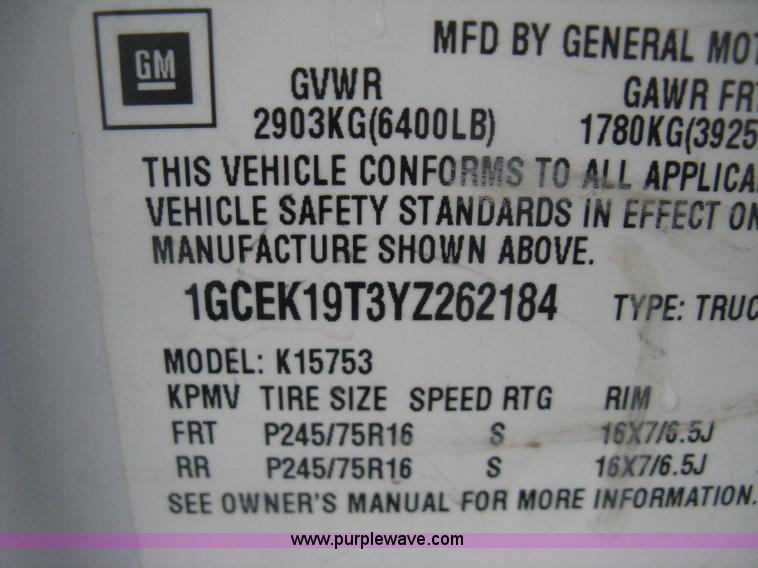 GM
MFD BY GENERAL MOT
GVWR GAWR FRT
2903KG(6400LB) 1780KG(3925
THIS VEHICLE CONFORMS TO ALL APPLICA
VEHICLE SAFETY STANDARDS IN EFFECT ON
MANUFACTURE SHOWN ABOVE.
1GCEK19T3YZ262184 TYPE: TRUC
MODEL: K15753
KPMV TIRE SIZE SPEED RTG RIM
FRT P245/75R16 S 16X7/6.5J
RR P245/75R16 S 16X7/6.5J
SEE OWNER'S MANUAL FOR MORE INFORMATION.
www.purplewave.com